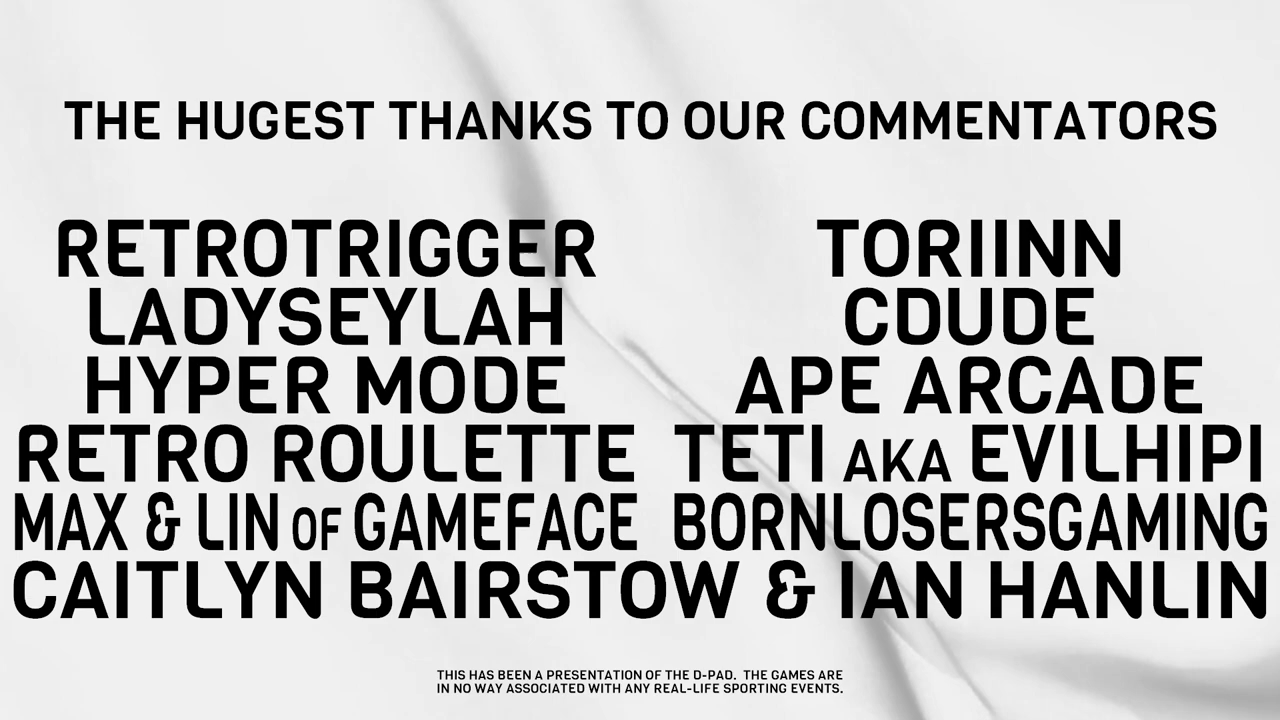 THE HUGEST THANKS TO OUR COMMENTATORS
RETROTRIGGER
LADYSEYLAH
HYPER MODE
RETRO ROULETTE
MAX & LIN OF GAMEFACE
TORIINN
CDUDE
APE ARCADE
TETI AKA EVILHIPI
BORNLOSERSGAMING
CAITLYN BAIRSTOW & IAN HANLIN
THIS HAS BEEN A PRESENTATION OF THE D-PAD.  THE GAMES ARE
IN NO WAY ASSOCIATED WITH ANY REAL-LIFE SPORTING EVENTS.